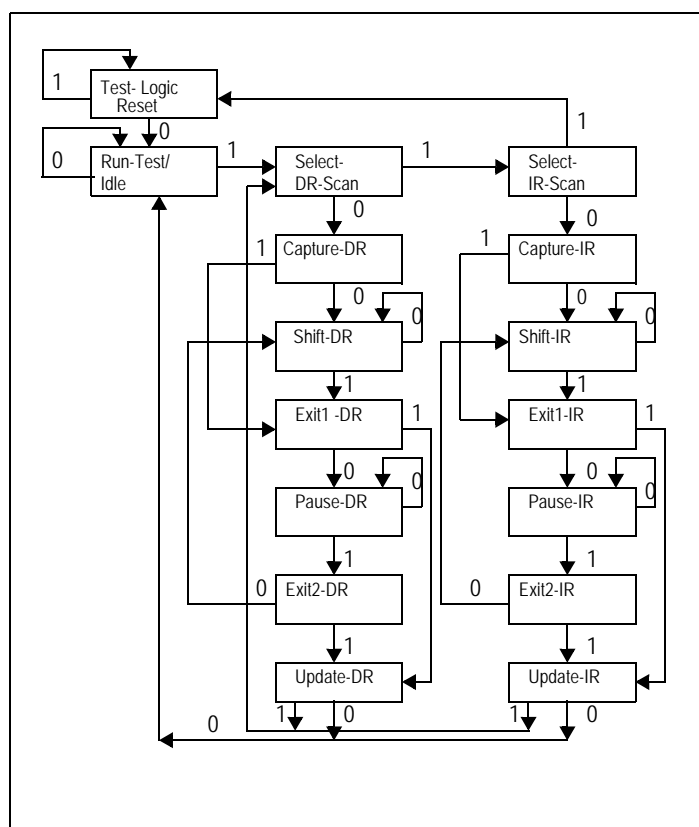 1
Test- Logic
Reset
0
1
0
Run-Test/
Idle
1
Select-
DR-Scan
1
Select-
IR-Scan
0
0
1
Capture-DR
1
Capture-IR
0
0
Shift-DR
0
Shift-IR
0
1
1
Exit1 -DR
1
Exit1-IR
1
0
0
Pause-DR
0
Pause-IR
0
1
1
0
Exit2-DR
0
Exit2-IR
1
1
Update-DR
Update-IR
1
0
1
0
0